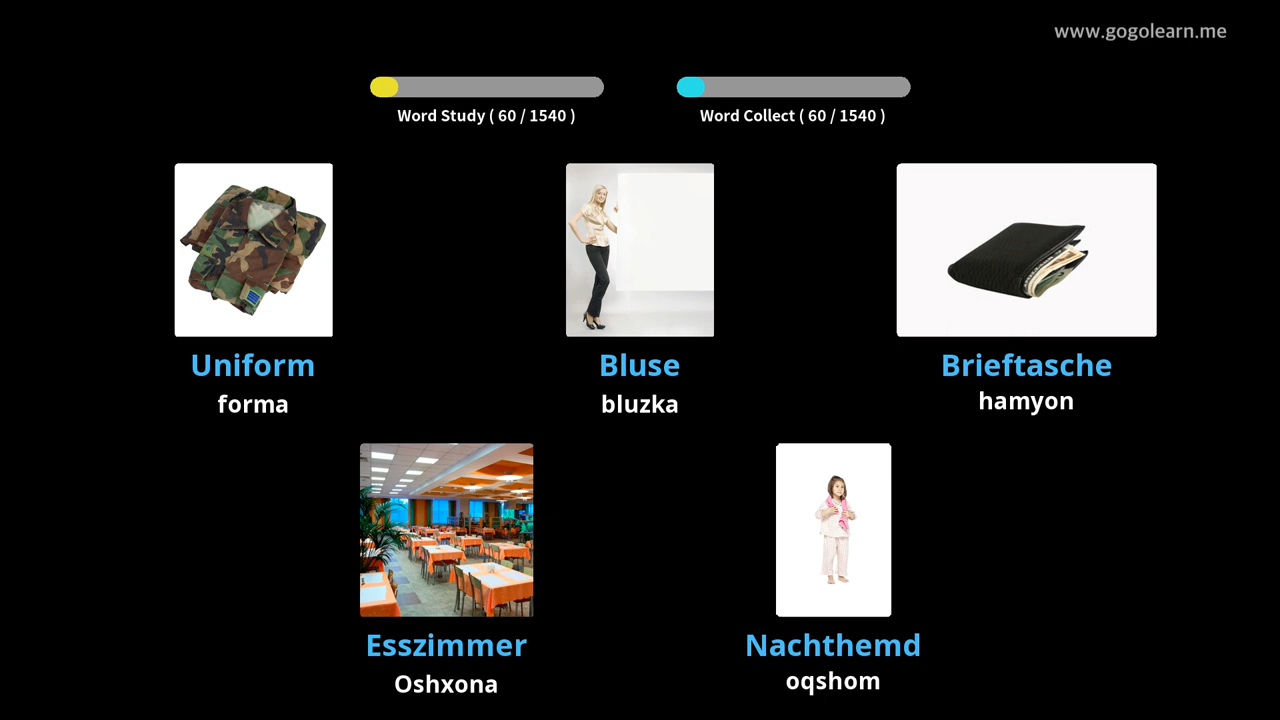 www.gogolearn.me
Word Study ( 60 / 1540 )
Word Collect ( 60 / 1540 )
Uniform
forma
Bluse
bluzka
Brieftasche
hamyon
Esszimmer
Oshxona
Nachthemd
oqshom